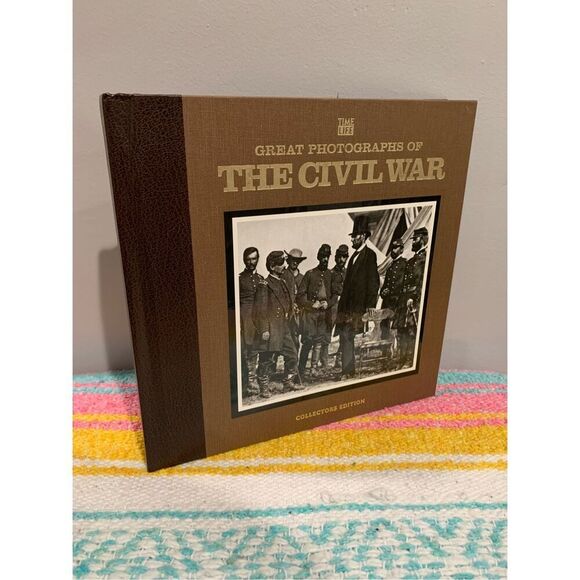 TIME
LIFE
GREAT PHOTOGRAPHS OF
THE CIVIL WAR
COLLECTORS EDITION